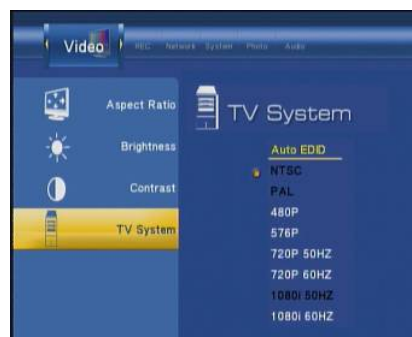 Video REC Network System Photo Audio
Aspect Ratio
Brightness
Contrast
TV System
TV System
Auto EDID
NTSC
PAL
480P
576P
720P 50HZ
720P 60HZ
1080i 50HZ
1080i 60HZ